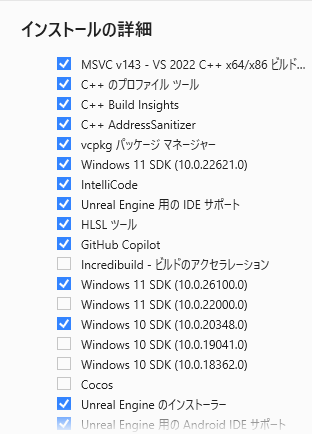 インストールの詳細
MSVC v143 - VS 2022 C++ x64/x86 ビルド...
C++ のプロファイル ツール
C++ Build Insights
C++ AddressSanitizer
vcpkg パッケージ マネージャー
Windows 11 SDK (10.0.22621.0)
IntelliCode
Unreal Engine 用の IDE サポート
HLSL ツール
GitHub Copilot
Incredibuild - ビルドのアクセラレーション
Windows 11 SDK (10.0.26100.0)
Windows 11 SDK (10.0.22000.0)
Windows 10 SDK (10.0.20348.0)
Windows 10 SDK (10.0.19041.0)
Windows 10 SDK (10.0.18362.0)
Cocos
Unreal Engine のインストーラー
Unreal Engine 用の Android IDE サポート